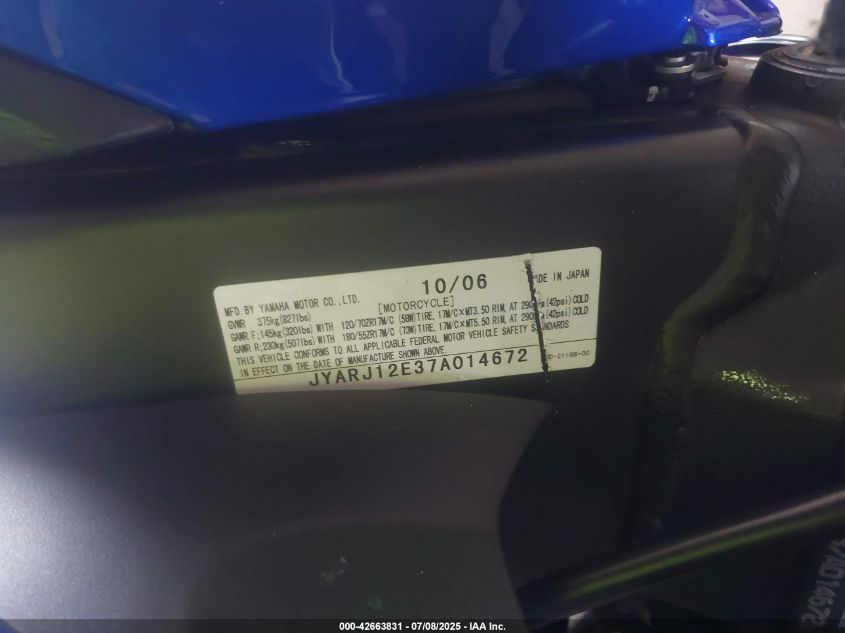 10/06 MADE IN JAPAN
MFD. BY YAMAHA MOTOR CO.,LTD.
[MOTORCYCLE]
GVWR 375kg(827lbs)
GAWR F:145kg(320lbs) WITH 120/70ZR17M/C (58W)TIRE, 17M/C×MT3.50 RIM, AT 290kPa(42psi)COLD
GAWR R:230kg(507lbs) WITH 180/55ZR17M/C (73W)TIRE, 17M/C×MT5.50 RIM, AT 290kPa(42psi)COLD
THIS VEHICLE CONFORMS TO ALL APPLICABLE FEDERAL MOTOR VEHICLE SAFETY STANDARDS
IN EFFECT ON THE DATE OF MANUFACTURE SHOWN ABOVE.
JYARJ12E37A014672
000-42663831 - 07/08/2025 - IAA Inc.